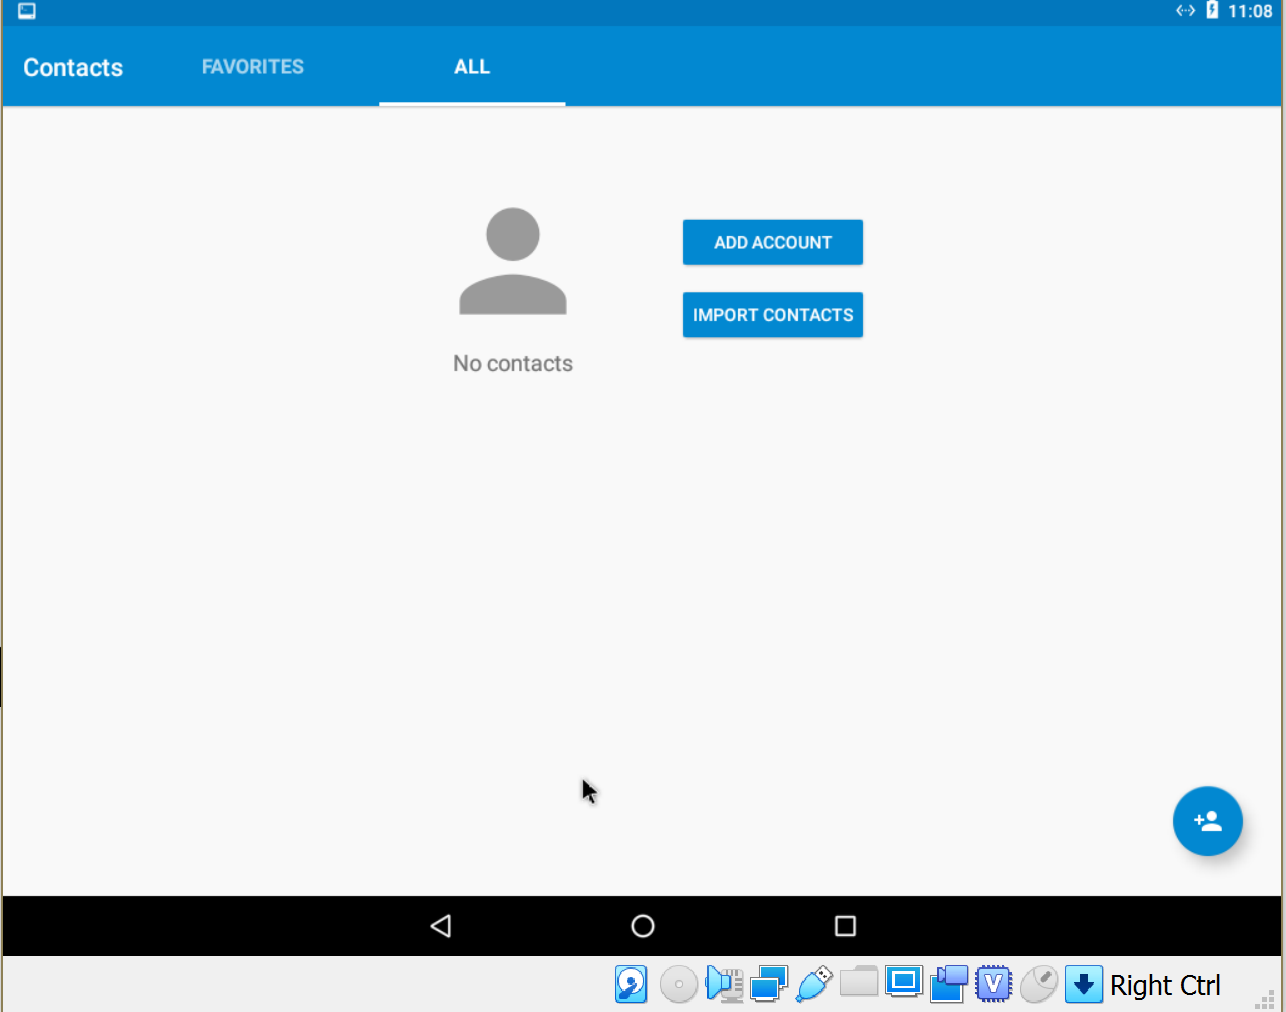 11:08
Contacts FAVORITES ALL
ADD ACCOUNT
IMPORT CONTACTS
No contacts
V Right Ctrl